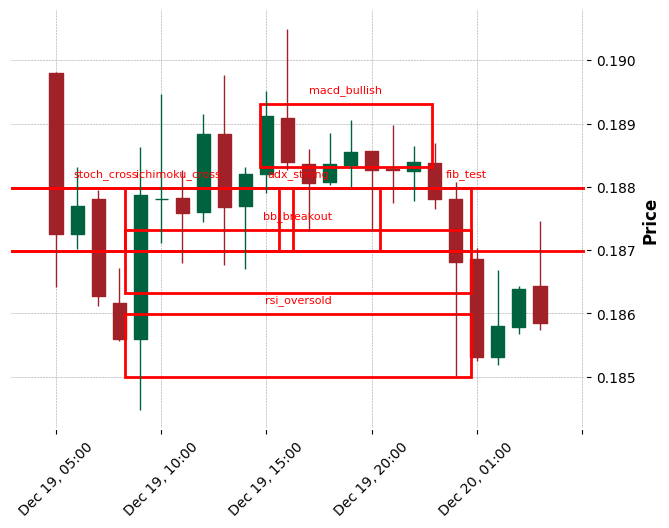 0.190
macd_bullish
0.189
stoch_cross
ichimoku_cross
adx_strong
fib_test
0.188
bb_breakout
0.187
rsi_oversold
0.186
0.185
Price
Dec 19, 05:00
Dec 19, 10:00
Dec 19, 15:00
Dec 19, 20:00
Dec 20, 01:00